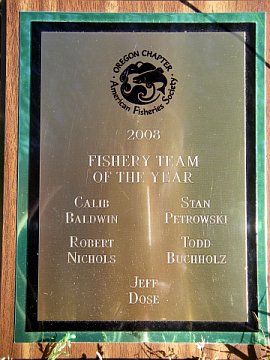 OREGON CHAPTER
American Fisheries Society
2008
FISHERY TEAM
OF THE YEAR
CALIB
BALDWIN
STAN
PETROWSKI
ROBERT
NICHOLS
TODD
BUCHHOLZ
JEFF
DOSE